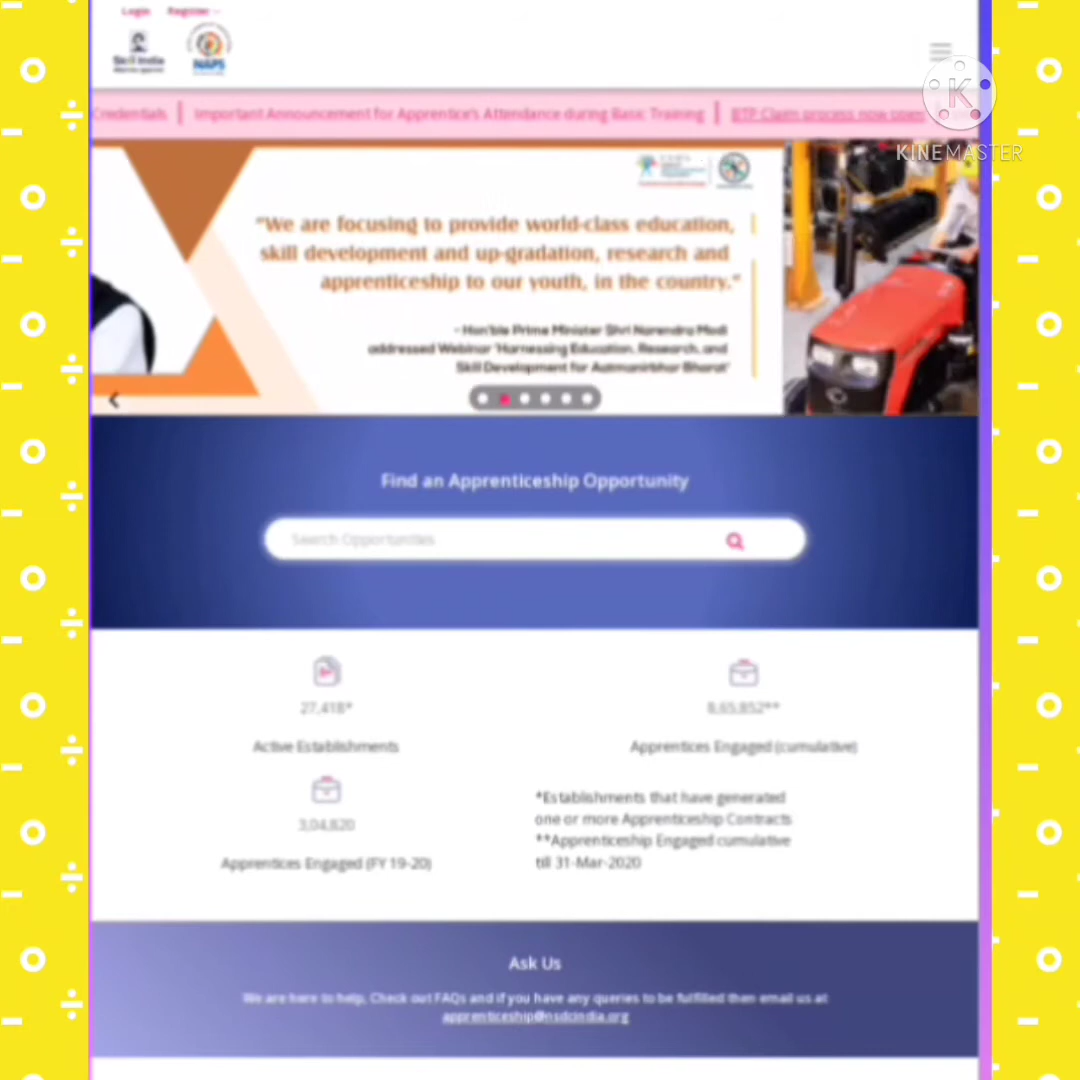 Login Register
Skill India
NAPS
K
KINEMASTER
Credentials | Important Announcement for Apprentice's Attendance during Basic Training | BTP Claim process now open
"We are focusing to provide world-class education,
skill development and up-gradation, research and
apprenticeship to our youth, in the country."
- Hon'ble Prime Minister Shri Narendra Modi
addressed Webinar 'Harnessing Education, Research, and
Skill Development for Aatmanirbhar Bharat'
Find an Apprenticeship Opportunity
Search Opportunities
27,418*
Active Establishments
8,65,852**
Apprentices Engaged (cumulative)
3,04,820
Apprentices Engaged (FY 19-20)
*Establishments that have generated
one or more Apprenticeship Contracts
**Apprenticeship Engaged cumulative
till 31-Mar-2020
Ask Us
We are here to help, Check out FAQs and if you have any queries to be fulfilled then email us at
apprenticeship@nsdcindia.org